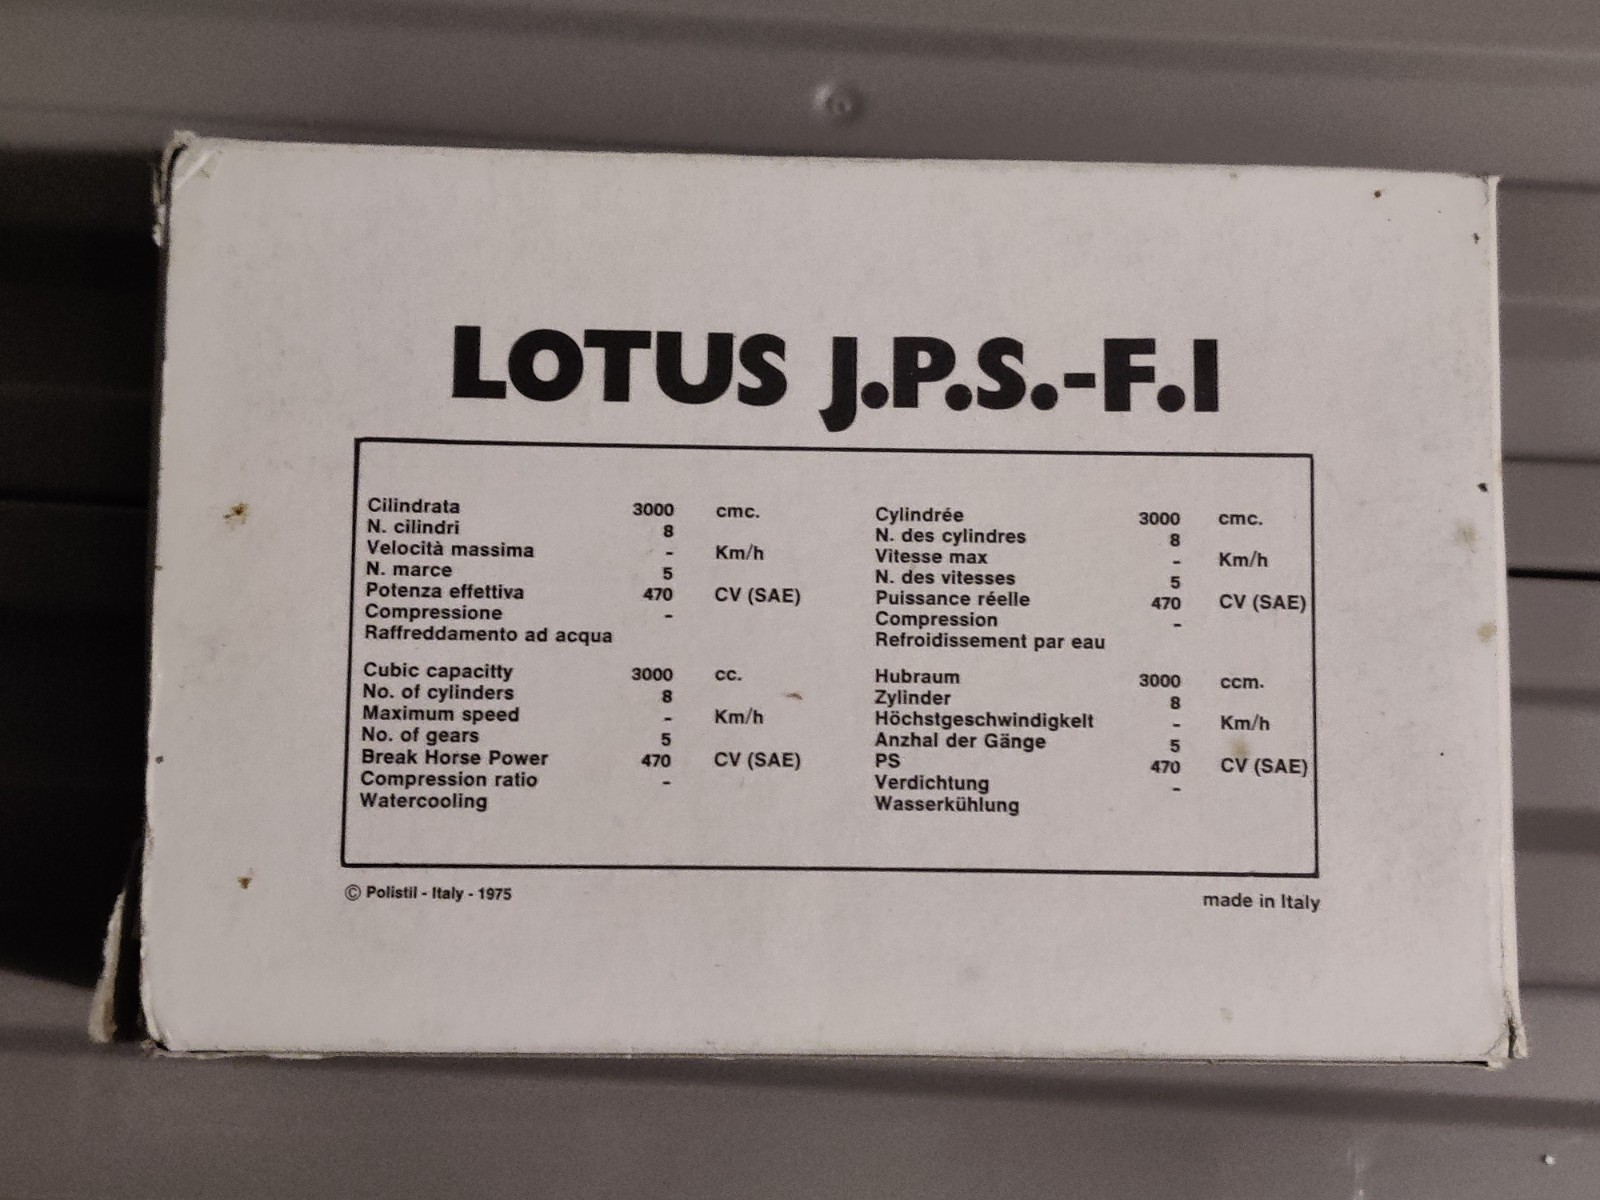 LOTUS J.P.S.-F.I
Cilindrata 3000 cmc.
N. cilindri 8
Velocità massima - Km/h
N. marce 5
Potenza effettiva 470 CV (SAE)
Compressione -
Raffreddamento ad acqua
Cylindrée 3000 cmc.
N. des cylindres 8
Vitesse max - Km/h
N. des vitesses 5
Puissance réelle 470 CV (SAE)
Compression -
Refroidissement par eau
Cubic capacitty 3000 cc.
No. of cylinders 8
Maximum speed - Km/h
No. of gears 5
Break Horse Power 470 CV (SAE)
Compression ratio -
Watercooling
Hubraum 3000 ccm.
Zylinder 8
Höchstgeschwindigkelt - Km/h
Anzhal der Gänge 5
PS 470 CV (SAE)
Verdichtung -
Wasserkühlung
© Polistil - Italy - 1975
made in Italy